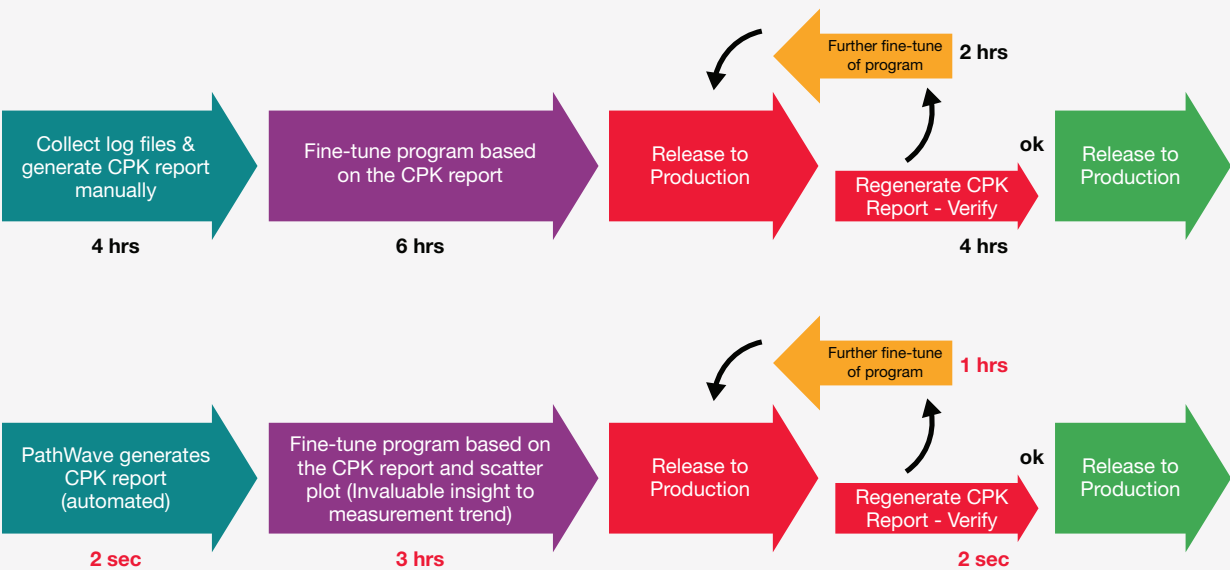 Further fine-tune
of program
2 hrs
Collect log files &
generate CPK report
manually
4 hrs
Fine-tune program based
on the CPK report
6 hrs
Release to
Production
Regenerate CPK
Report - Verify
4 hrs
ok
Release to
Production
Further fine-tune
of program
1 hrs
PathWave generates
CPK report
(automated)
2 sec
Fine-tune program based on
the CPK report and scatter
plot (Invaluable insight to
measurement trend)
3 hrs
Release to
Production
Regenerate CPK
Report - Verify
2 sec
ok
Release to
Production